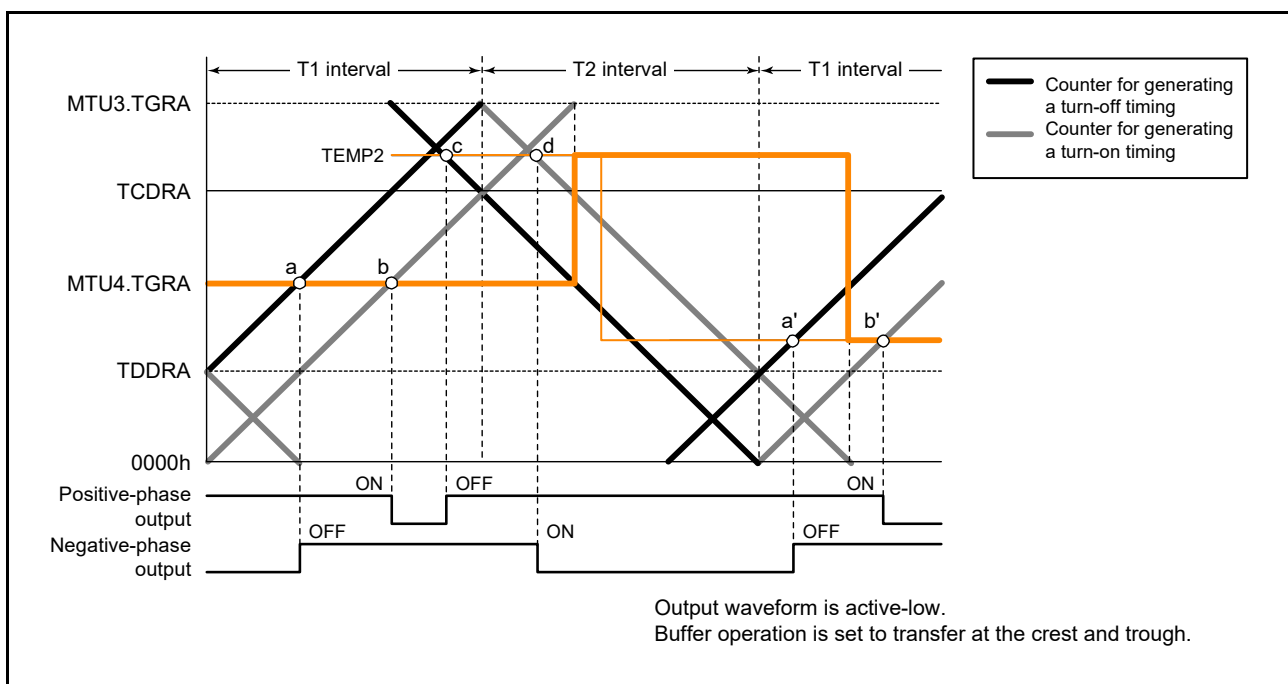 T1 interval
T2 interval
T1 interval
Counter for generating
a turn-off timing
Counter for generating
a turn-on timing
MTU3.TGRA
TEMP2
c
d
TCDRA
MTU4.TGRA
a
b
a'
b'
TDDRA
0000h
Positive-phase
output
ON
OFF
ON
Negative-phase
output
OFF
ON
OFF
Output waveform is active-low.
Buffer operation is set to transfer at the crest and trough.